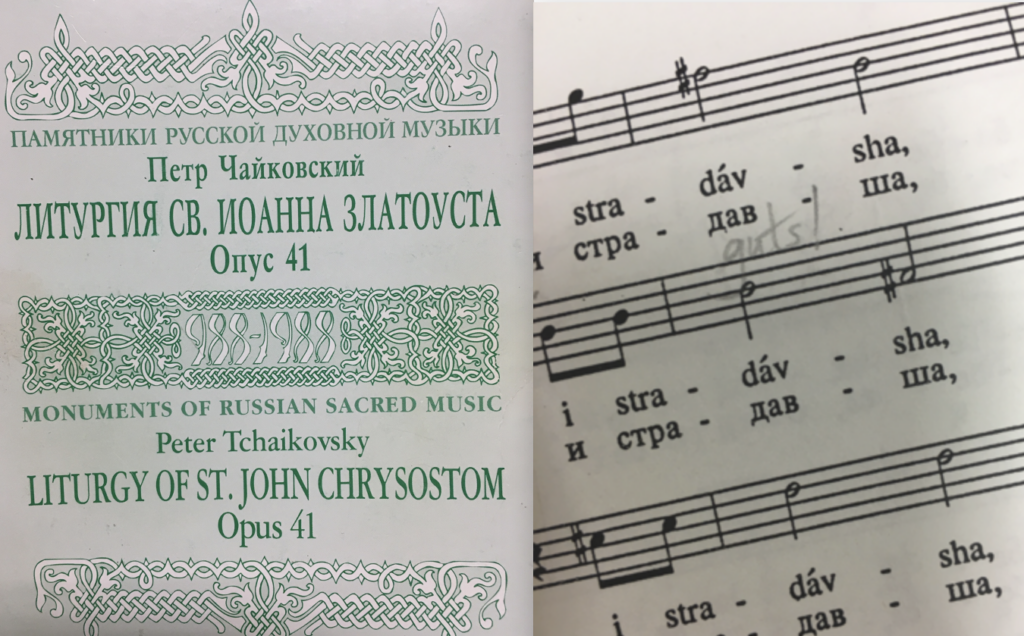 ПАМЯТНИКИ РУССКОЙ ДУХОВНОЙ МУЗЫКИ
Петр Чайковский
ЛИТУРГИЯ СВ. ИОАННА ЗЛАТОУСТА
Опус 41
988-1988
MONUMENTS OF RUSSIAN SACRED MUSIC
Peter Tchaikovsky
LITURGY OF ST. JOHN CHRYSOSTOM
Opus 41
stra - dáv - sha,
и стра - дав - ша,
guts!
i stra - dáv - sha,
и стра - дав - ша,
i stra - dáv - sha,
дав - ша,